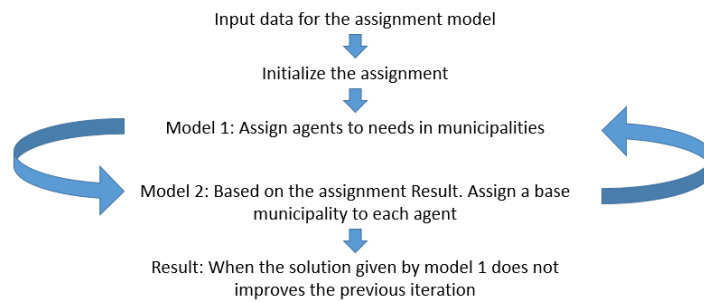 Input data for the assignment model
Initialize the assignment
Model 1: Assign agents to needs in municipalities
Model 2: Based on the assignment Result. Assign a base
municipality to each agent
Result: When the solution given by model 1 does not
improves the previous iteration